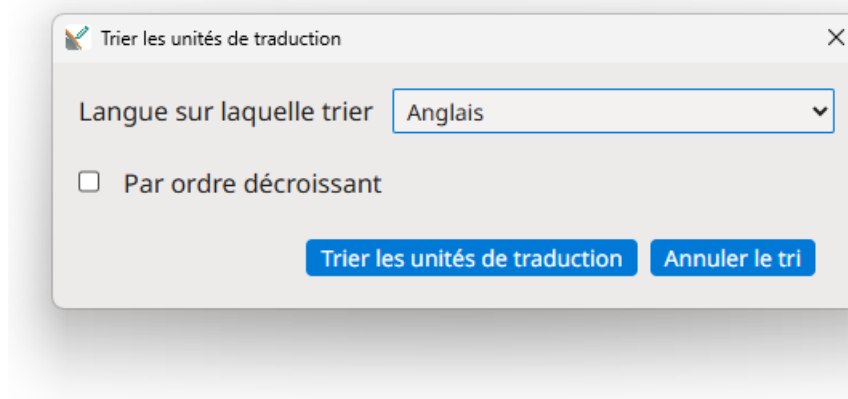 Trier les unités de traduction
Langue sur laquelle trier Anglais
Par ordre décroissant
Trier les unités de traduction Annuler le tri